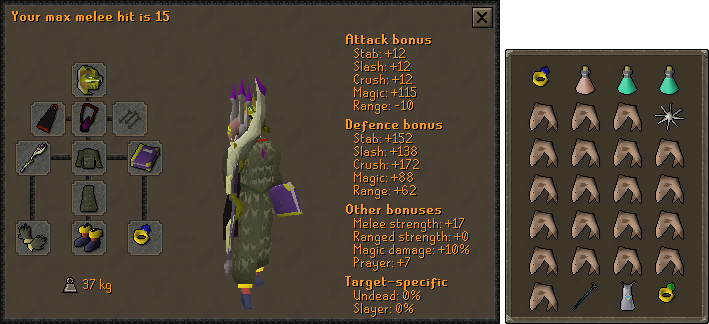 Your max melee hit is 15
Attack bonus
Stab: +12
Slash: +12
Crush: +12
Magic: +115
Range: -10
Defence bonus
Stab: +152
Slash: +138
Crush: +172
Magic: +88
Range: +62
Other bonuses
Melee strength: +17
Ranged strength: +0
Magic damage: +10%
Prayer: +7
Target-specific
Undead: 0%
Slayer: 0%
37 kg